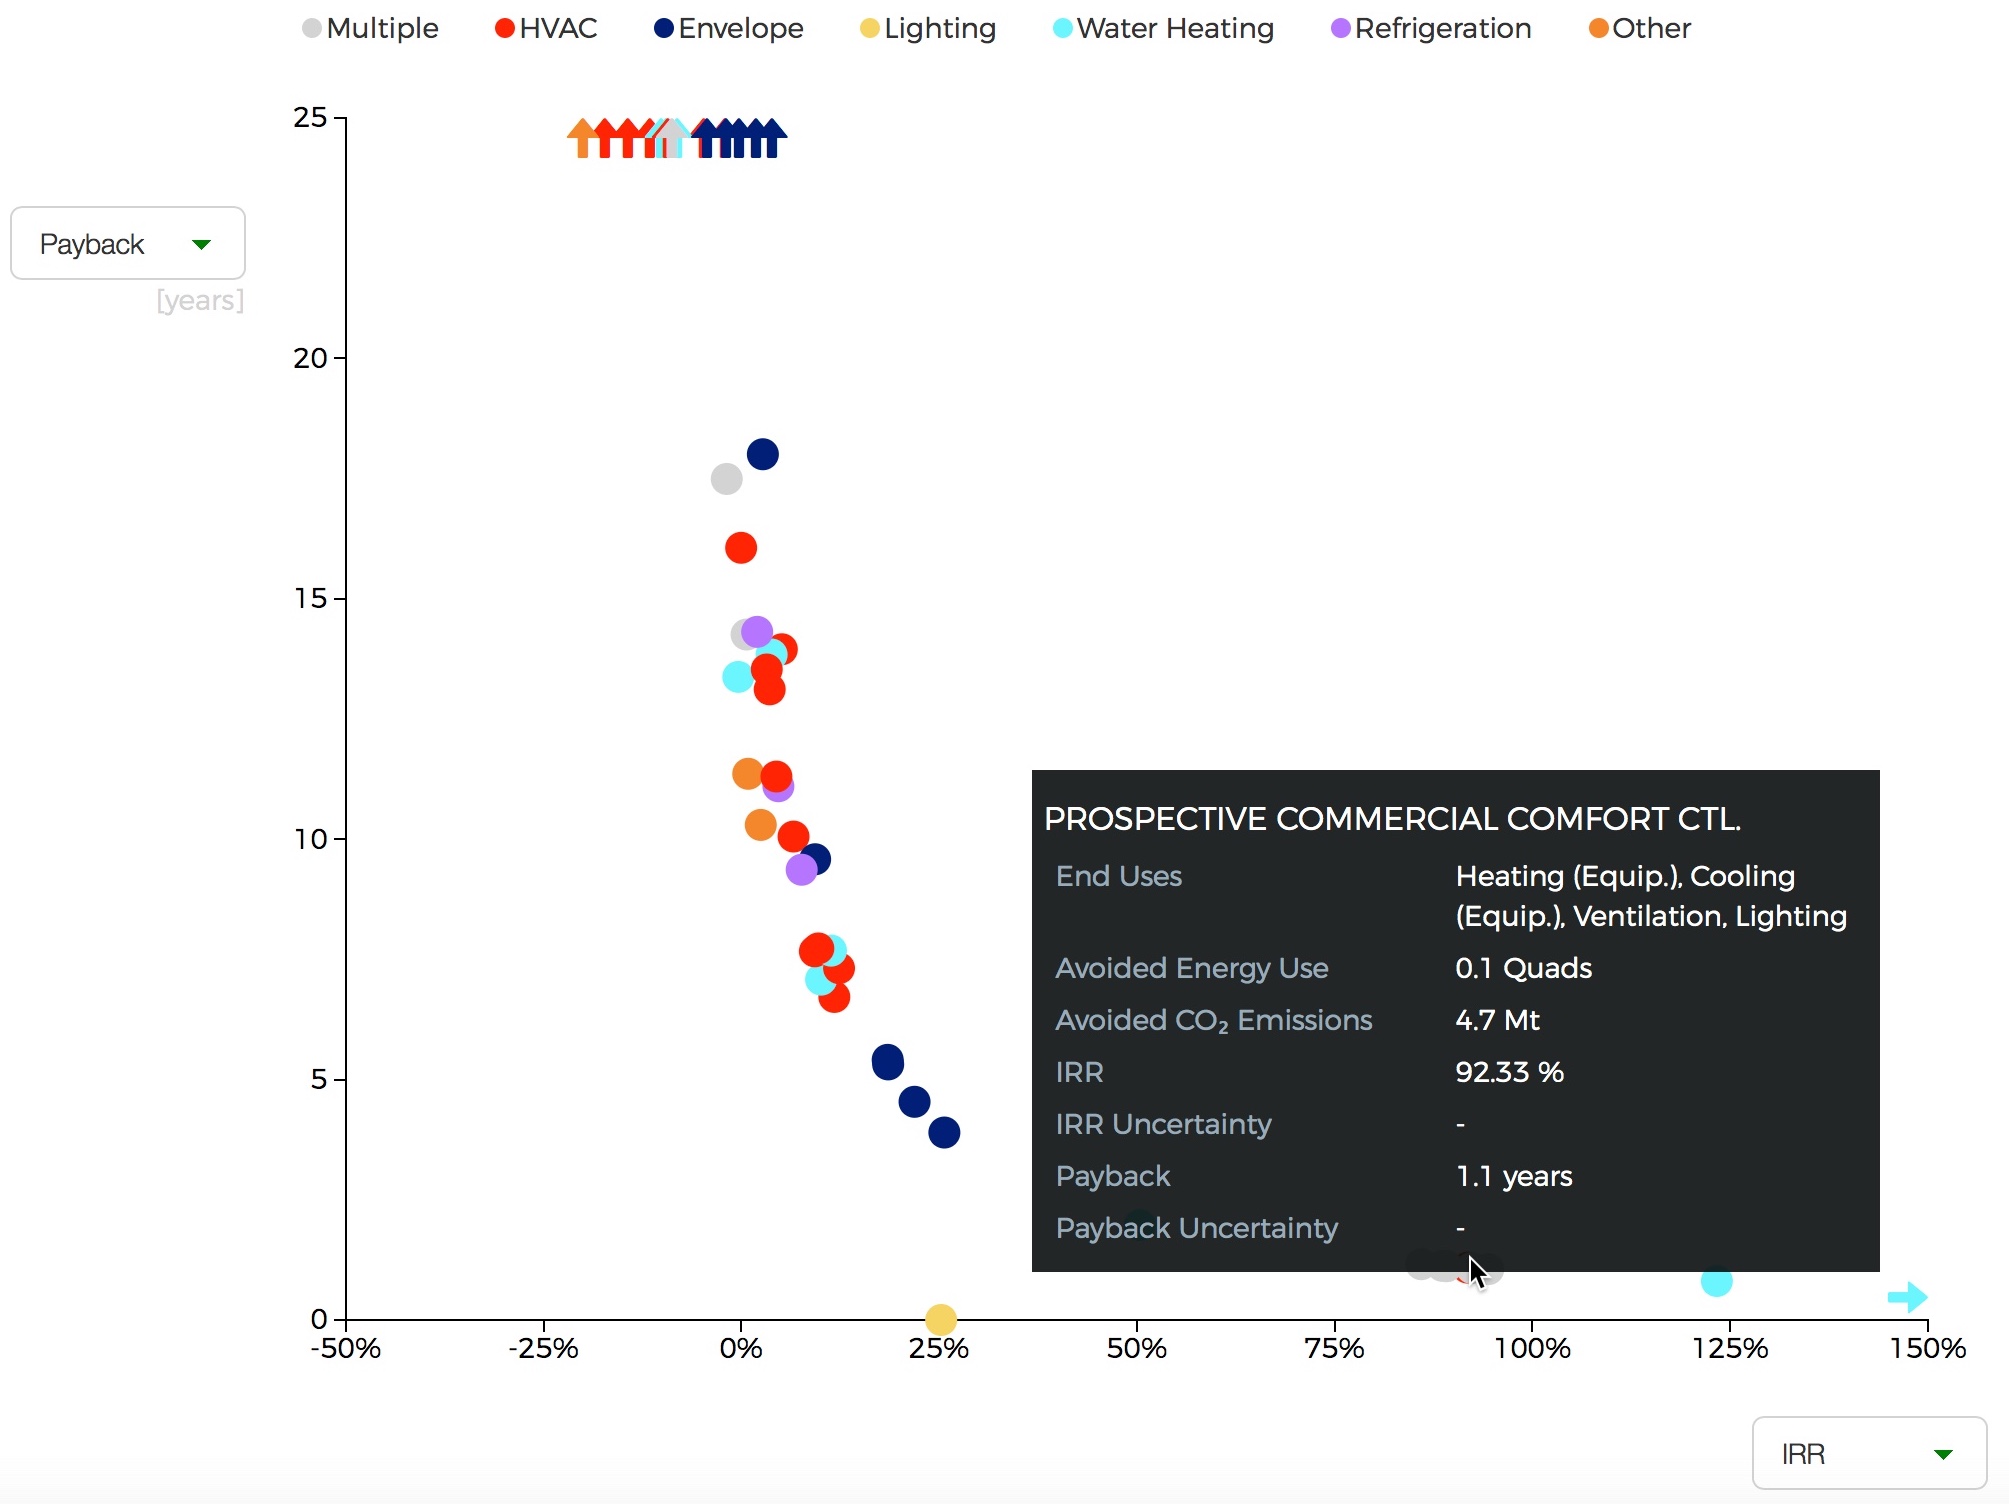 Multiple HVAC Envelope Lighting Water Heating Refrigeration Other
25
Payback
[years]
20
15
10
5
0
PROSPECTIVE COMMERCIAL COMFORT CTL.
End Uses Heating (Equip.), Cooling
(Equip.), Ventilation, Lighting
Avoided Energy Use 0.1 Quads
Avoided CO₂ Emissions 4.7 Mt
IRR 92.33 %
IRR Uncertainty -
Payback 1.1 years
Payback Uncertainty -
-50% -25% 0% 25% 50% 75% 100% 125% 150%
IRR